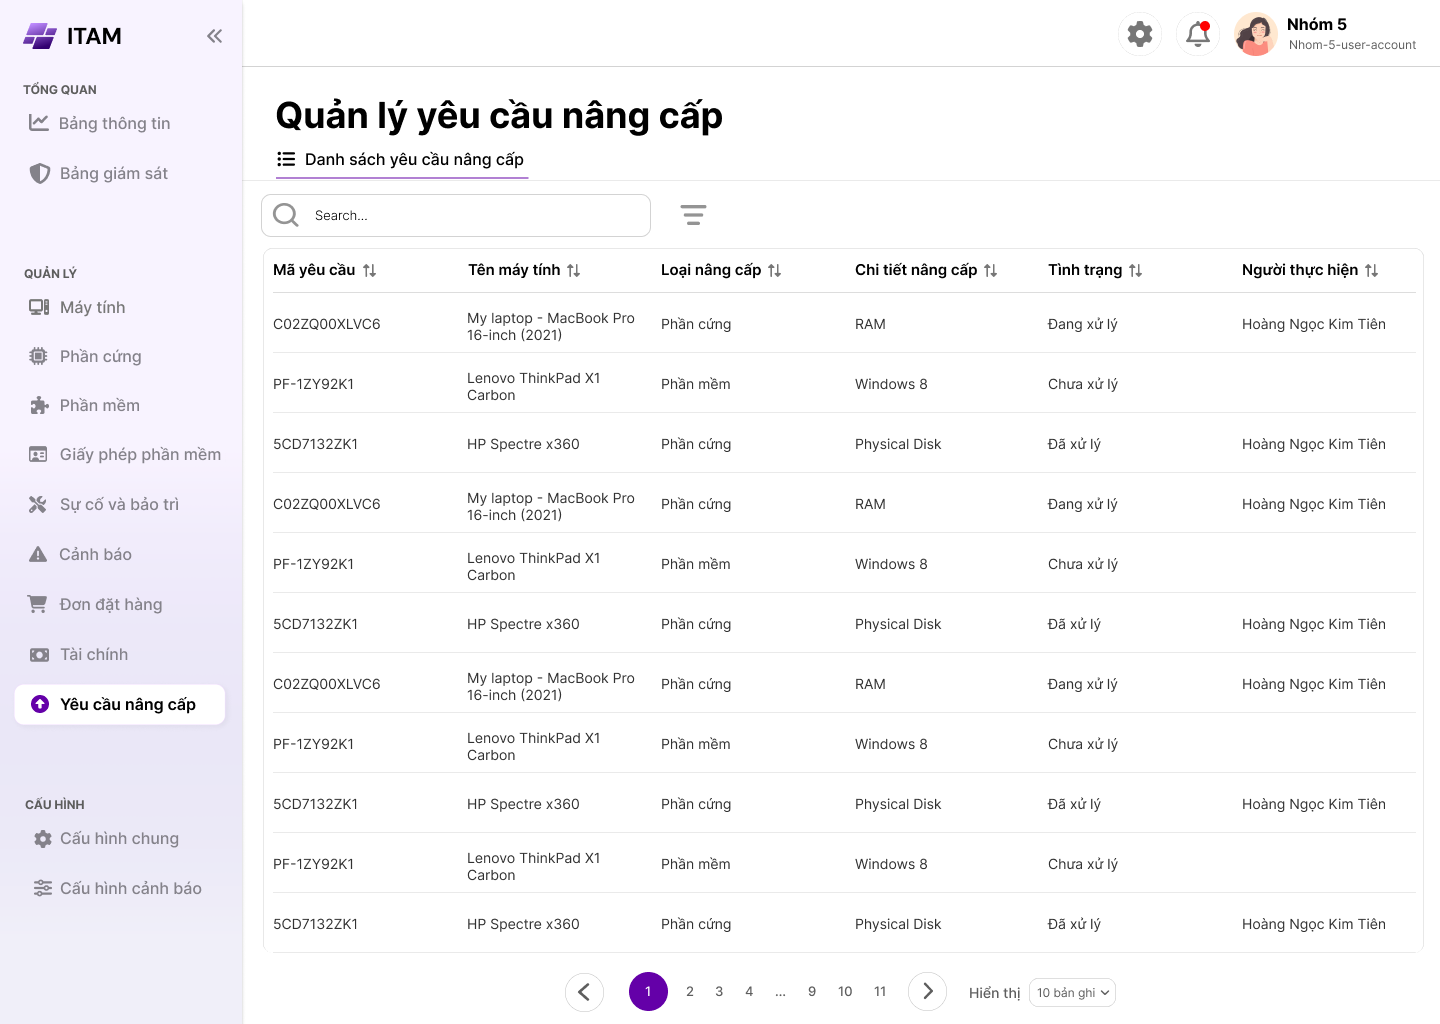 ITAM
TỔNG QUAN
Bảng thông tin
Bảng giám sát
QUẢN LÝ
Máy tính
Phần cứng
Phần mềm
Giấy phép phần mềm
Sự cố và bảo trì
Cảnh báo
Đơn đặt hàng
Tài chính
Yêu cầu nâng cấp
CẤU HÌNH
Cấu hình chung
Cấu hình cảnh báo
Nhóm 5
Nhom-5-user-account
Quản lý yêu cầu nâng cấp
Danh sách yêu cầu nâng cấp
Search...
Mã yêu cầu Tên máy tính Loại nâng cấp Chi tiết nâng cấp Tình trạng Người thực hiện
C02ZQ00XLVC6 My laptop - MacBook Pro 16-inch (2021) Phần cứng RAM Đang xử lý Hoàng Ngọc Kim Tiên
PF-1ZY92K1 Lenovo ThinkPad X1 Carbon Phần mềm Windows 8 Chưa xử lý
5CD7132ZK1 HP Spectre x360 Phần cứng Physical Disk Đã xử lý Hoàng Ngọc Kim Tiên
C02ZQ00XLVC6 My laptop - MacBook Pro 16-inch (2021) Phần cứng RAM Đang xử lý Hoàng Ngọc Kim Tiên
PF-1ZY92K1 Lenovo ThinkPad X1 Carbon Phần mềm Windows 8 Chưa xử lý
5CD7132ZK1 HP Spectre x360 Phần cứng Physical Disk Đã xử lý Hoàng Ngọc Kim Tiên
C02ZQ00XLVC6 My laptop - MacBook Pro 16-inch (2021) Phần cứng RAM Đang xử lý Hoàng Ngọc Kim Tiên
PF-1ZY92K1 Lenovo ThinkPad X1 Carbon Phần mềm Windows 8 Chưa xử lý
5CD7132ZK1 HP Spectre x360 Phần cứng Physical Disk Đã xử lý Hoàng Ngọc Kim Tiên
PF-1ZY92K1 Lenovo ThinkPad X1 Carbon Phần mềm Windows 8 Chưa xử lý
5CD7132ZK1 HP Spectre x360 Phần cứng Physical Disk Đã xử lý Hoàng Ngọc Kim Tiên
1 2 3 4 ... 9 10 11 Hiển thị 10 bản ghi